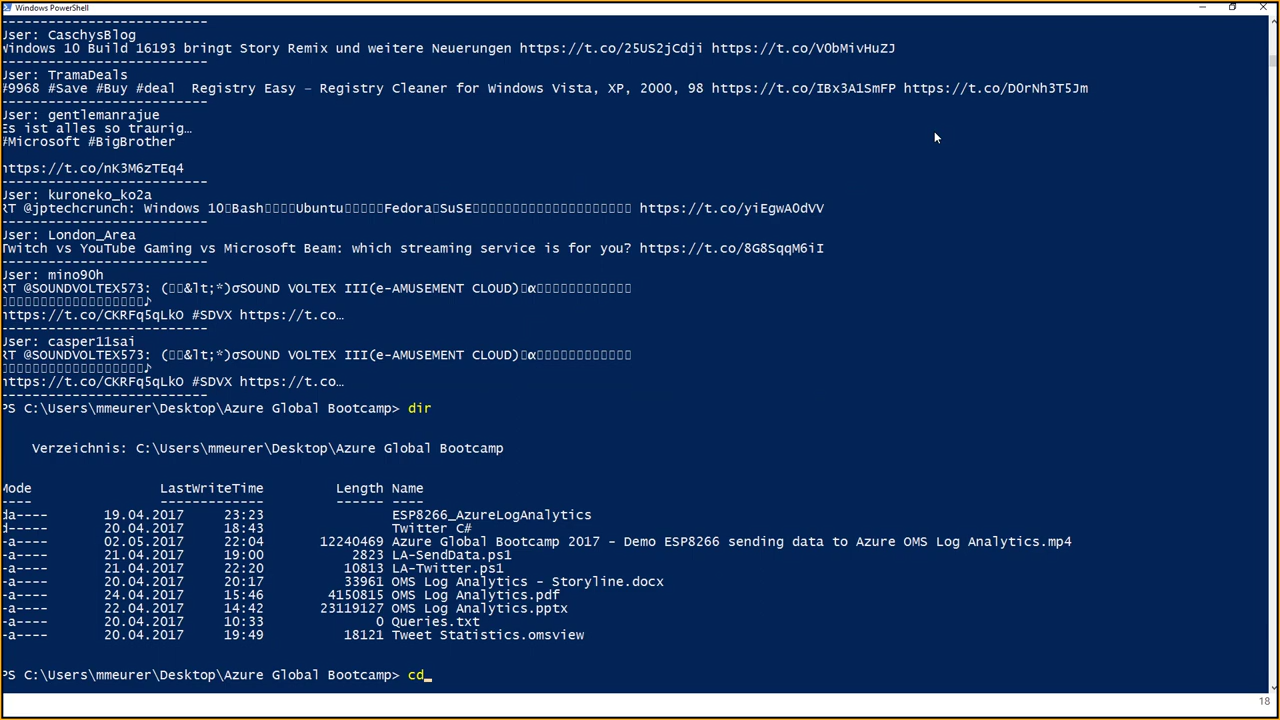 Windows PowerShell
--------------------------
User: CaschysBlog
Windows 10 Build 16193 bringt Story Remix und weitere Neuerungen https://t.co/25US2jCdji https://t.co/VObMivHuZJ
--------------------------
User: TramaDeals
#9968 #Save #Buy #deal  Registry Easy – Registry Cleaner for Windows Vista, XP, 2000, 98 https://t.co/IBx3A1SmFP https://t.co/D0rNh3T5Jm
--------------------------
User: gentlemanrajue
Es ist alles so traurig…
#Microsoft #BigBrother
https://t.co/nK3M6zTEq4
--------------------------
User: kuroneko_ko2a
RT @jptechcrunch: Windows 10 Bash Ubuntu Fedora SuSE https://t.co/yiEgwAOdVV
--------------------------
User: London_Area
Twitch vs YouTube Gaming vs Microsoft Beam: which streaming service is for you? https://t.co/8G8SqqM6iI
--------------------------
User: mino90h
RT @SOUNDVOLTEX573: ( &lt;*)σSOUND VOLTEX III(e-AMUSEMENT CLOUD) α
♪
https://t.co/CKRFq5qLkO #SDVX https://t.co…
--------------------------
User: casper11sai
RT @SOUNDVOLTEX573: ( &lt;*)σSOUND VOLTEX III(e-AMUSEMENT CLOUD) α
♪
https://t.co/CKRFq5qLkO #SDVX https://t.co…
--------------------------
PS C:\Users\mmeurer\Desktop\Azure Global Bootcamp> dir
Verzeichnis: C:\Users\mmeurer\Desktop\Azure Global Bootcamp
Mode                LastWriteTime         Length Name
----                -------------         ------ ----
da----       19.04.2017     23:23                ESP8266_AzureLogAnalytics
d-----       20.04.2017     18:43                Twitter C#
-a----       02.05.2017     22:04       12240469 Azure Global Bootcamp 2017 - Demo ESP8266 sending data to Azure OMS Log Analytics.mp4
-a----       21.04.2017     19:00           2823 LA-SendData.ps1
-a----       21.04.2017     22:20          10813 LA-Twitter.ps1
-a----       20.04.2017     20:17          33961 OMS Log Analytics - Storyline.docx
-a----       24.04.2017     15:46        4150815 OMS Log Analytics.pdf
-a----       22.04.2017     14:42       23119127 OMS Log Analytics.pptx
-a----       20.04.2017     10:33              0 Queries.txt
-a----       20.04.2017     19:49          18121 Tweet Statistics.omsview
PS C:\Users\mmeurer\Desktop\Azure Global Bootcamp> cd_
18